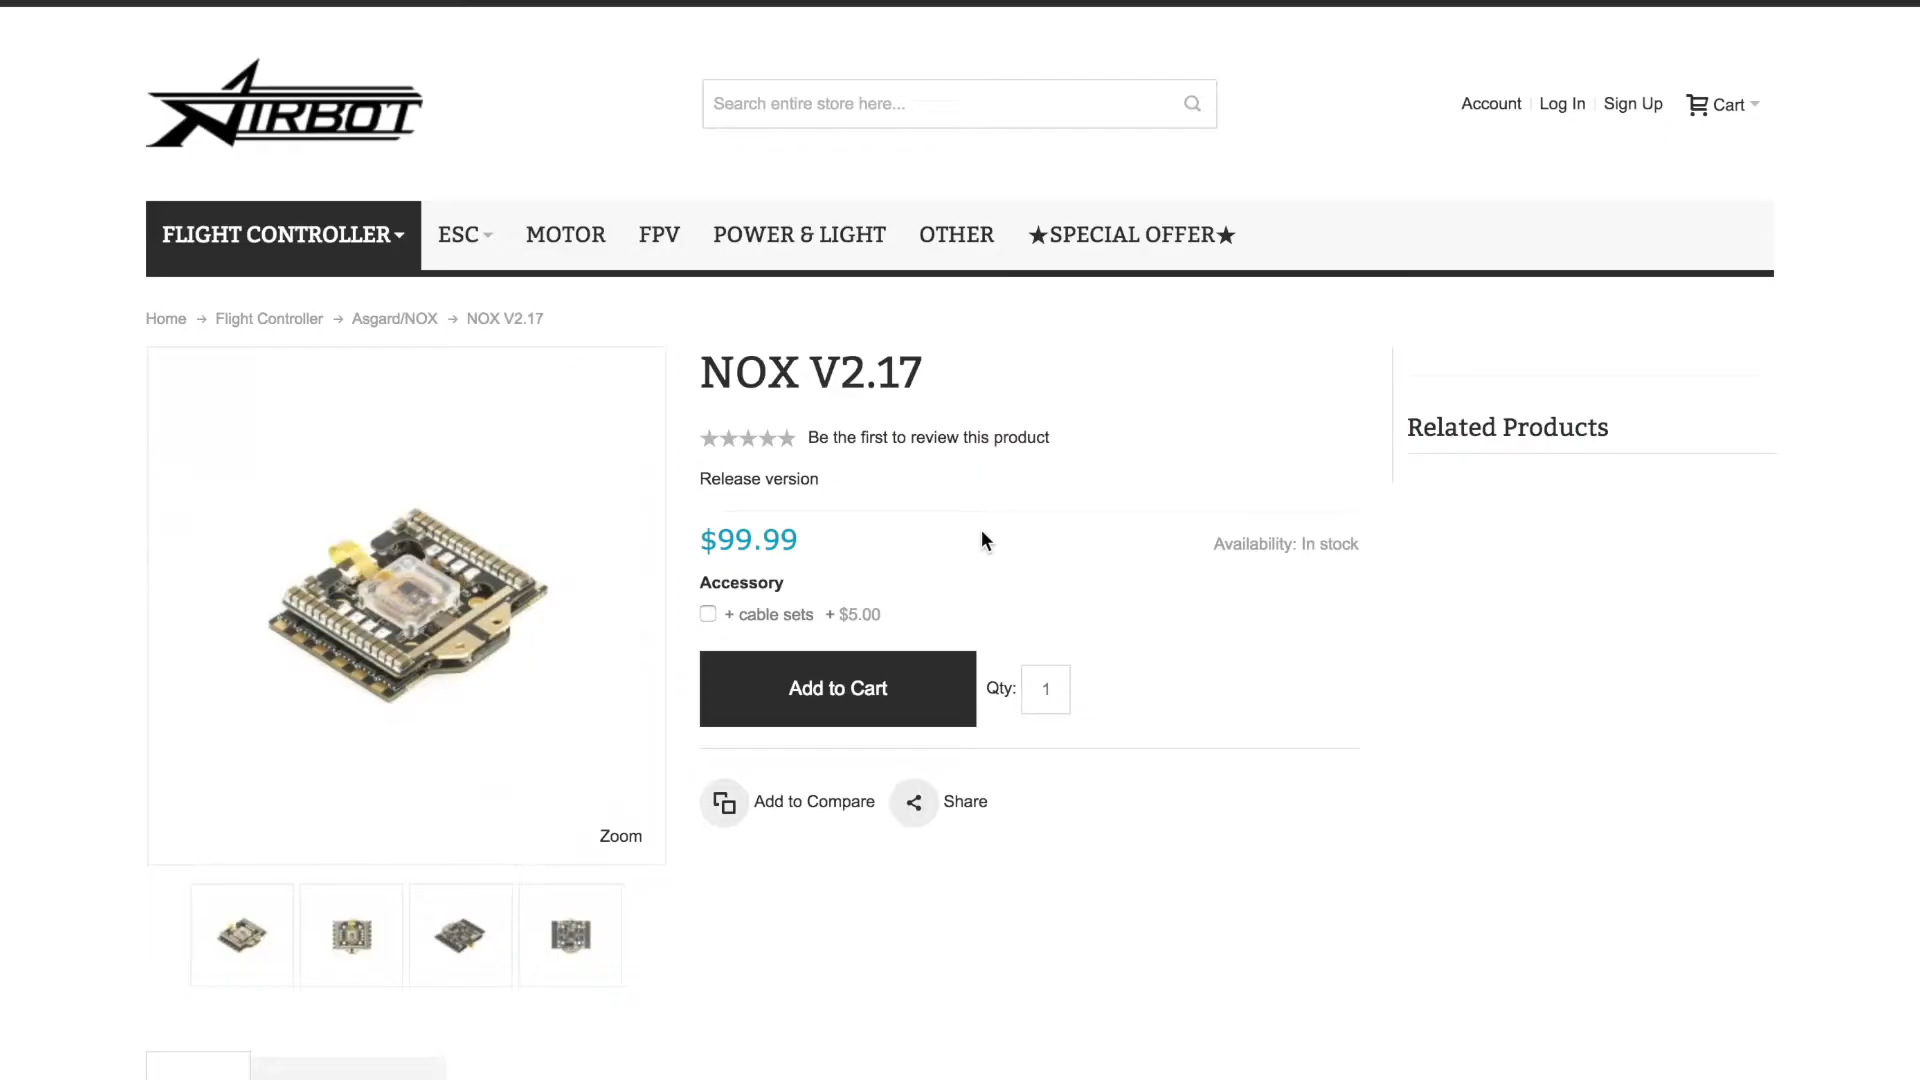 AIRBOT
Search entire store here...
Account
Log In
Sign Up
Cart
FLIGHT CONTROLLER
ESC
MOTOR
FPV
POWER & LIGHT
OTHER
★SPECIAL OFFER★
Home → Flight Controller → Asgard/NOX → NOX V2.17
NOX V2.17
Be the first to review this product
Release version
$99.99
Availability: In stock
Accessory
+ cable sets + $5.00
Add to Cart
Qty: 1
Add to Compare
Share
Zoom
Related Products